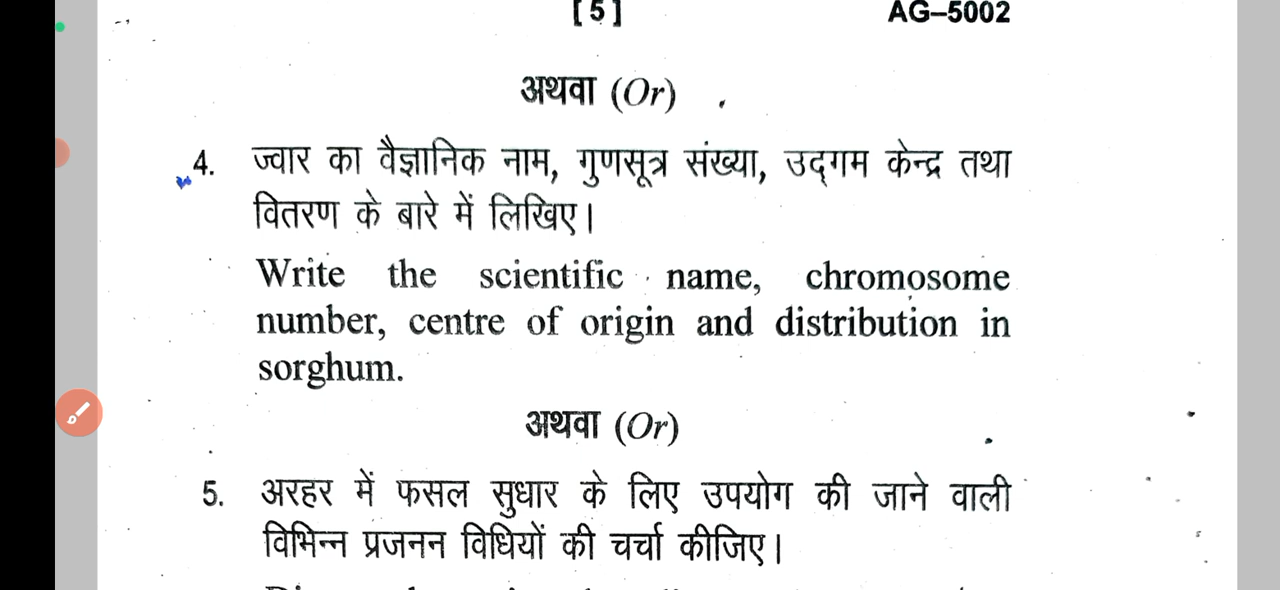 [5] AG–5002
अथवा (Or)
4. ज्वार का वैज्ञानिक नाम, गुणसूत्र संख्या, उद्‌गम केन्द्र तथा
वितरण के बारे में लिखिए।
Write the scientific name, chromosome
number, centre of origin and distribution in
sorghum.
अथवा (Or)
5. अरहर में फसल सुधार के लिए उपयोग की जाने वाली
विभिन्न प्रजनन विधियों की चर्चा कीजिए।